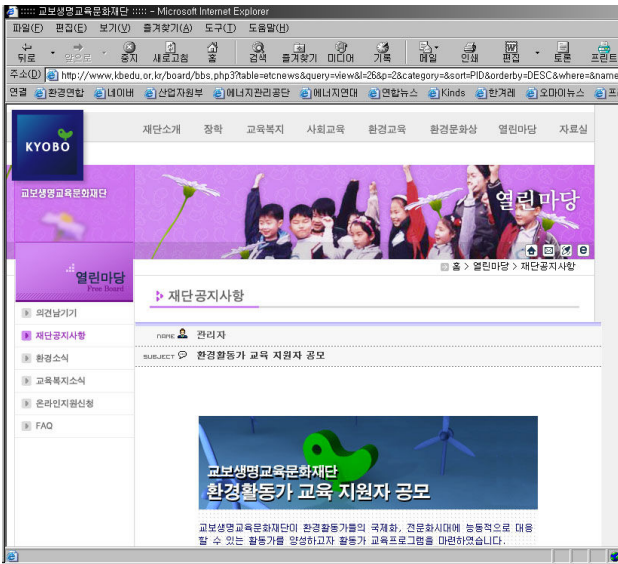 ::::: 교보생명교육문화재단 ::::: - Microsoft Internet Explorer
파일(F) 편집(E) 보기(V) 즐겨찾기(A) 도구(T) 도움말(H)
뒤로 앞으로 중지 새로고침 홈 검색 즐겨찾기 미디어 기록 메일 인쇄 편집 토론 프린트
주소(D) http://www.kbedu.or.kr/board/bbs.php3?table=etcnews&query=view&l=26&p=2&category=&sort=PID&orderby=DESC&where=&name
연결 환경연합 네이버 산업자원부 에너지관리공단 에너지연대 연합뉴스 Kinds 한겨레 오마이뉴스 프
KYOBO
재단소개 장학 교육복지 사회교육 환경교육 환경문화상 열린마당 자료실
교보생명교육문화재단
열린마당
홈 > 열린마당 > 재단공지사항
열린마당
Free Board
재단공지사항
의견남기기
재단공지사항
환경소식
교육복지소식
온라인지원신청
FAQ
NAME 관리자
SUBJECT 환경활동가 교육 지원자 공모
교보생명교육문화재단
환경활동가 교육 지원자 공모
교보생명교육문화재단이 환경활동가들의 국제화, 전문화시대에 능동적으로 대응
할 수 있는 활동가를 양성하고자 활동가 교육프로그램을 마련하였습니다.